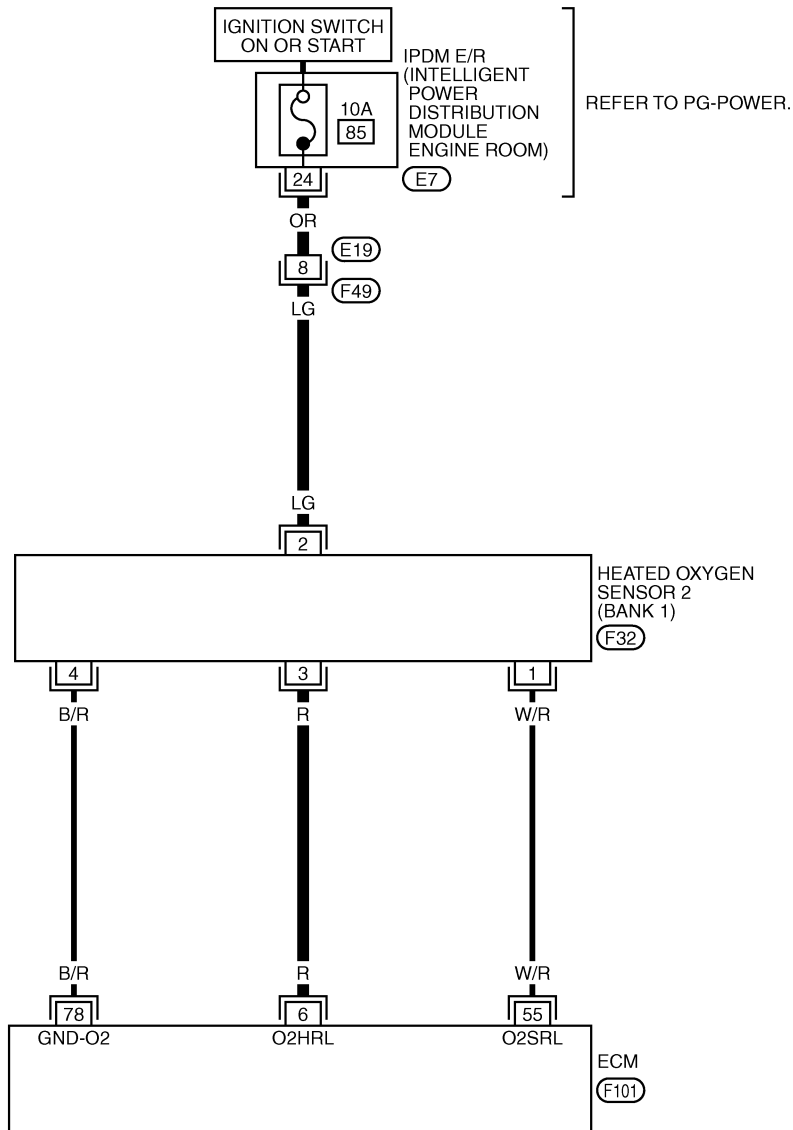 IGNITION SWITCH
ON OR START
IPDM E/R
(INTELLIGENT
POWER
DISTRIBUTION
MODULE
ENGINE ROOM)
REFER TO PG-POWER.
10A
85
24
E7
OR
E19
8
F49
LG
LG
2
HEATED OXYGEN
SENSOR 2
(BANK 1)
F32
4
3
1
B/R
R
W/R
B/R
R
W/R
78
6
55
GND-O2
O2HRL
O2SRL
ECM
F101